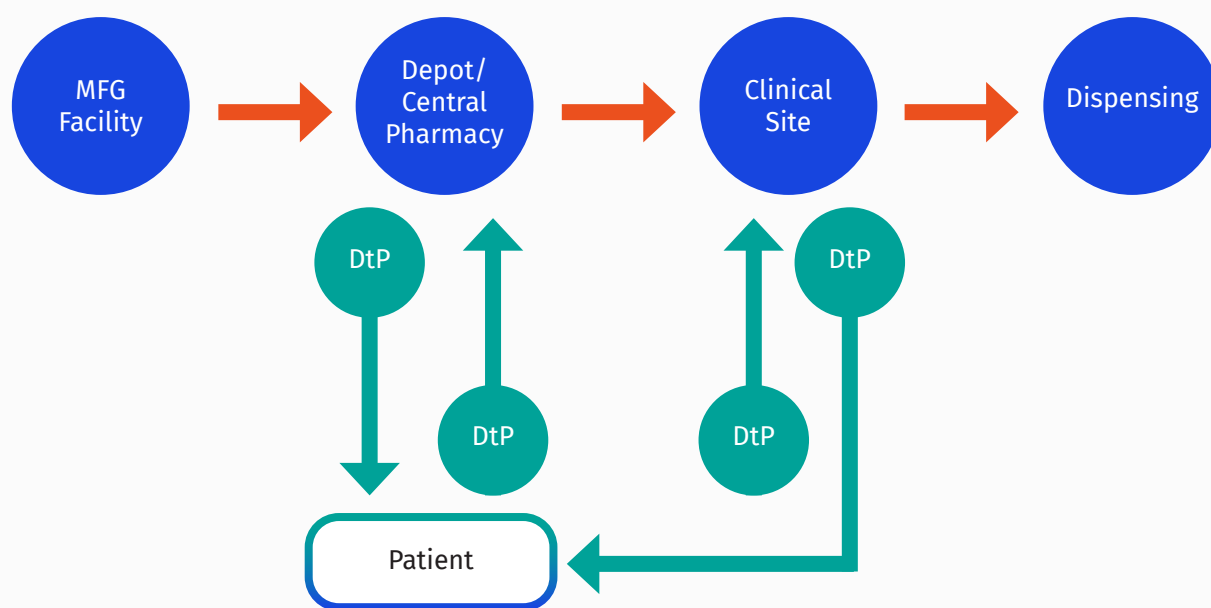 MFG
Facility
Depot/
Central
Pharmacy
Clinical
Site
Dispensing
DtP
DtP
DtP
DtP
Patient